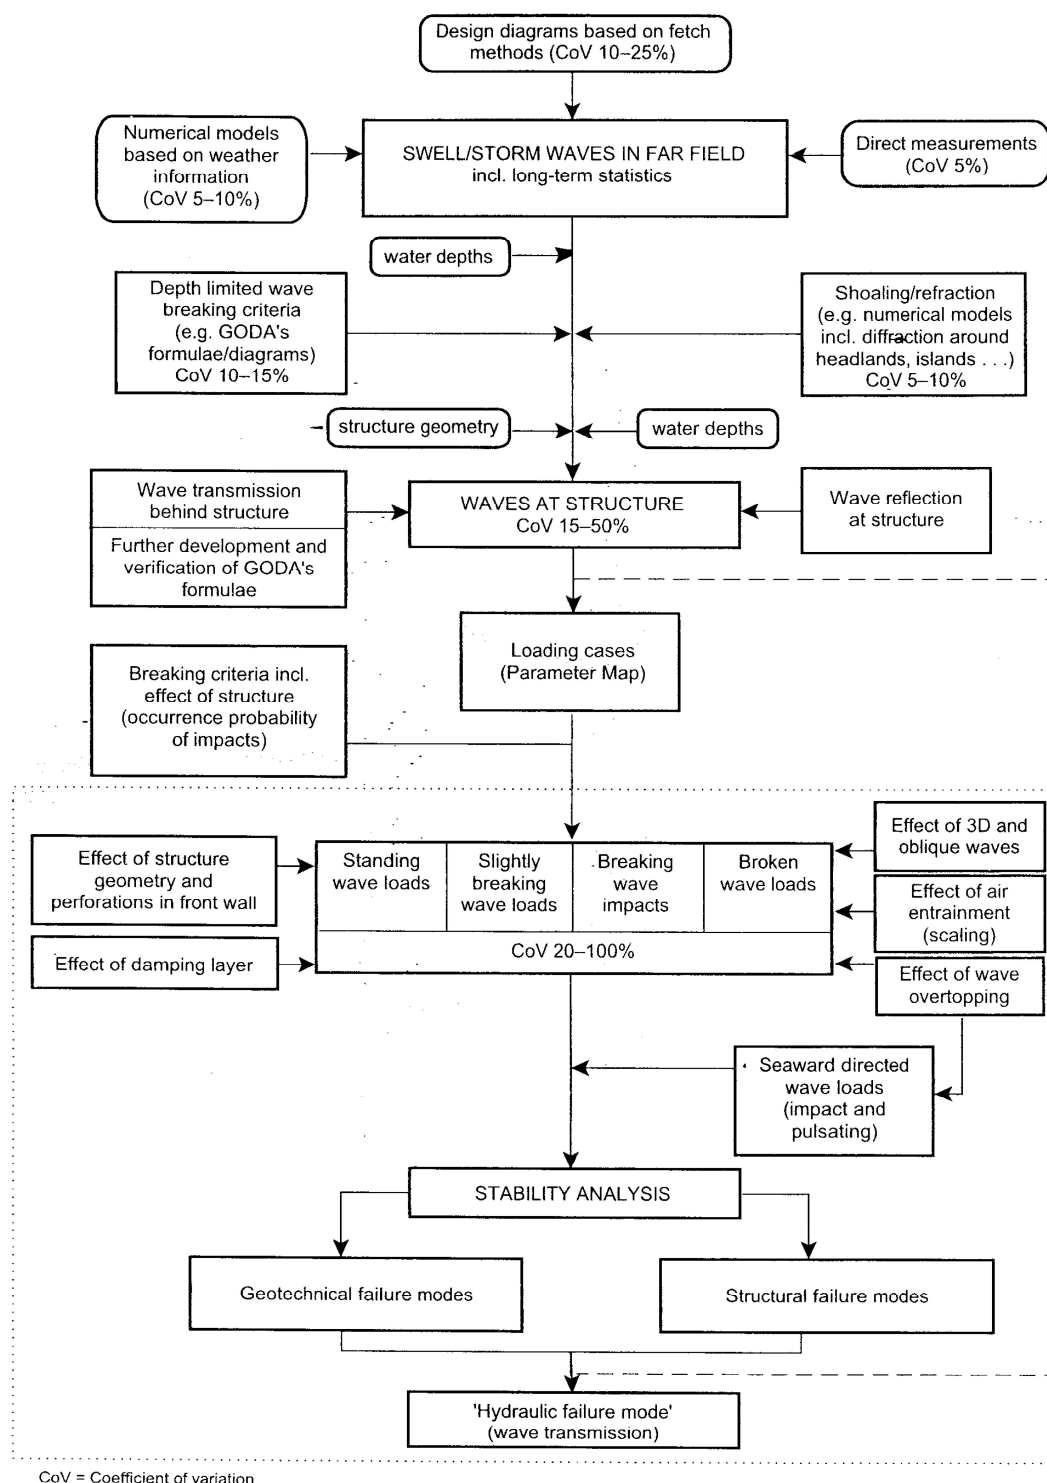 Design diagrams based on fetch
methods (CoV 10–25%)
Numerical models
based on weather
information
(CoV 5–10%)
SWELL/STORM WAVES IN FAR FIELD
incl. long-term statistics
Direct measurements
(CoV 5%)
water depths
Depth limited wave
breaking criteria
(e.g. GODA's
formulae/diagrams)
CoV 10–15%
Shoaling/refraction
(e.g. numerical models
incl. diffraction around
headlands, islands . . .)
CoV 5–10%
structure geometry
water depths
Wave transmission
behind structure
Further development and
verification of GODA's
formulae
WAVES AT STRUCTURE
CoV 15–50%
Wave reflection
at structure
Loading cases
(Parameter Map)
Breaking criteria incl.
effect of structure
(occurrence probability
of impacts)
Effect of structure
geometry and
perforations in front wall
Effect of damping layer
Standing
wave loads
Slightly
breaking
wave loads
Breaking
wave
impacts
Broken
wave loads
CoV 20–100%
Effect of 3D and
oblique waves
Effect of air
entrainment
(scaling)
Effect of wave
overtopping
Seaward directed
wave loads
(impact and
pulsating)
STABILITY ANALYSIS
Geotechnical failure modes
Structural failure modes
'Hydraulic failure mode'
(wave transmission)
CoV = Coefficient of variation